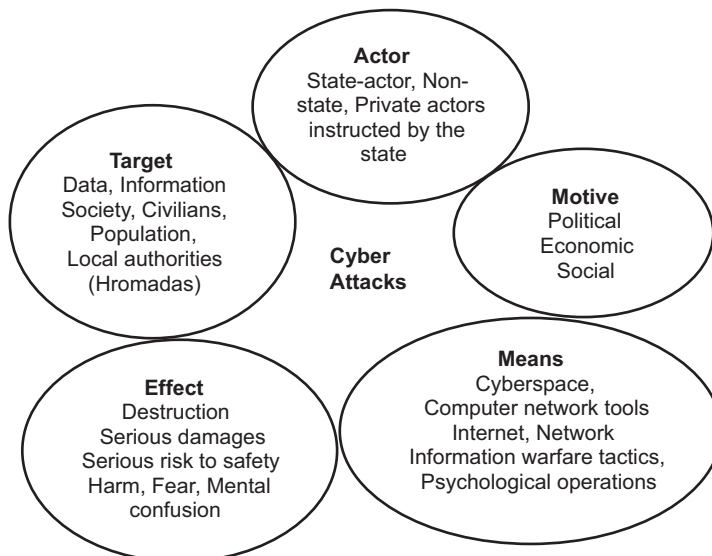 Actor
State-actor, Non-
state, Private actors
instructed by the
state
Target
Data, Information
Society, Civilians,
Population,
Local authorities
(Hromadas)
Motive
Political
Economic
Social
Cyber
Attacks
Effect
Destruction
Serious damages
Serious risk to safety
Harm, Fear, Mental
confusion
Means
Cyberspace,
Computer network tools
Internet, Network
Information warfare tactics,
Psychological operations